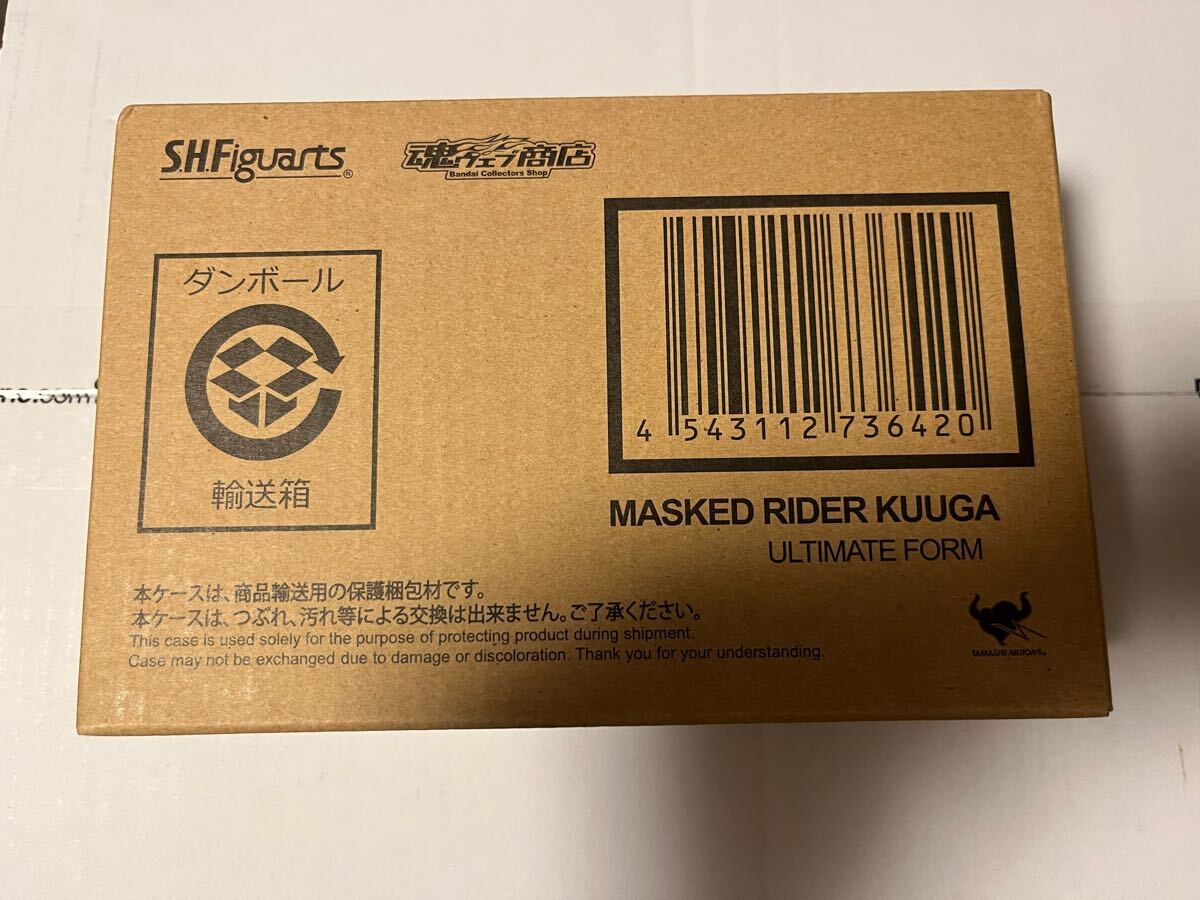 S.H.Figuarts®
魂ウェブ商店
Bandai Collectors Shop
ダンボール
輸送箱
4 543112 736420
MASKED RIDER KUUGA
ULTIMATE FORM
本ケースは、商品輸送用の保護梱包材です。
本ケースは、つぶれ、汚れ等による交換は出来ません。ご了承ください。
This case is used solely for the purpose of protecting product during shipment.
Case may not be exchanged due to damage or discoloration. Thank you for your understanding.
TAMASHII NATIONS